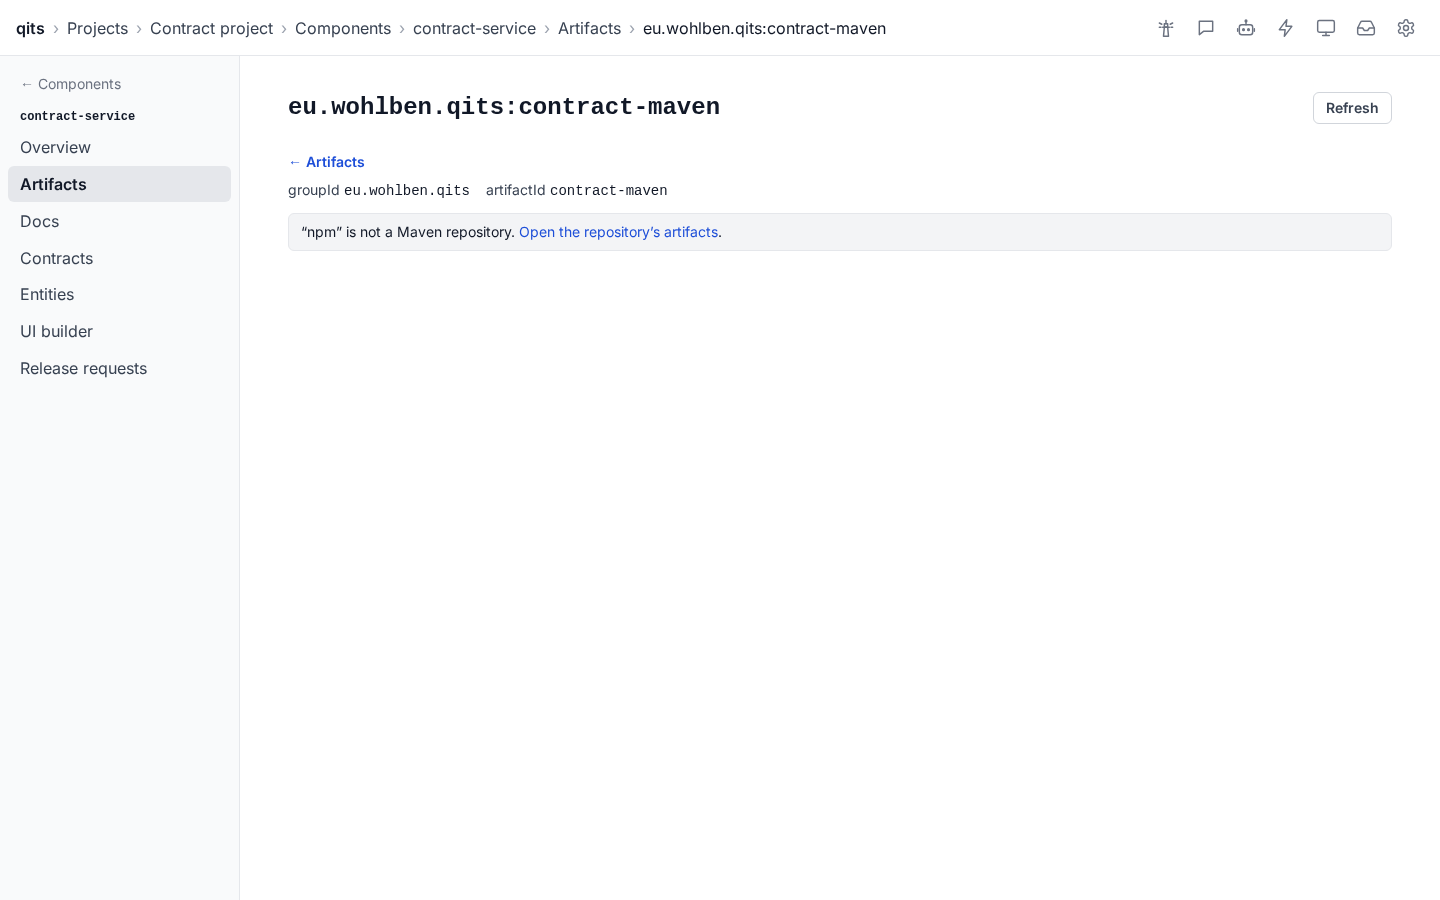 qits › Projects › Contract project › Components › contract-service › Artifacts › eu.wohlben.qits:contract-maven
← Components
contract-service
Overview
Artifacts
Docs
Contracts
Entities
UI builder
Release requests
eu.wohlben.qits:contract-maven
Refresh
← Artifacts
groupId eu.wohlben.qits artifactId contract-maven
“npm” is not a Maven repository. Open the repository’s artifacts.